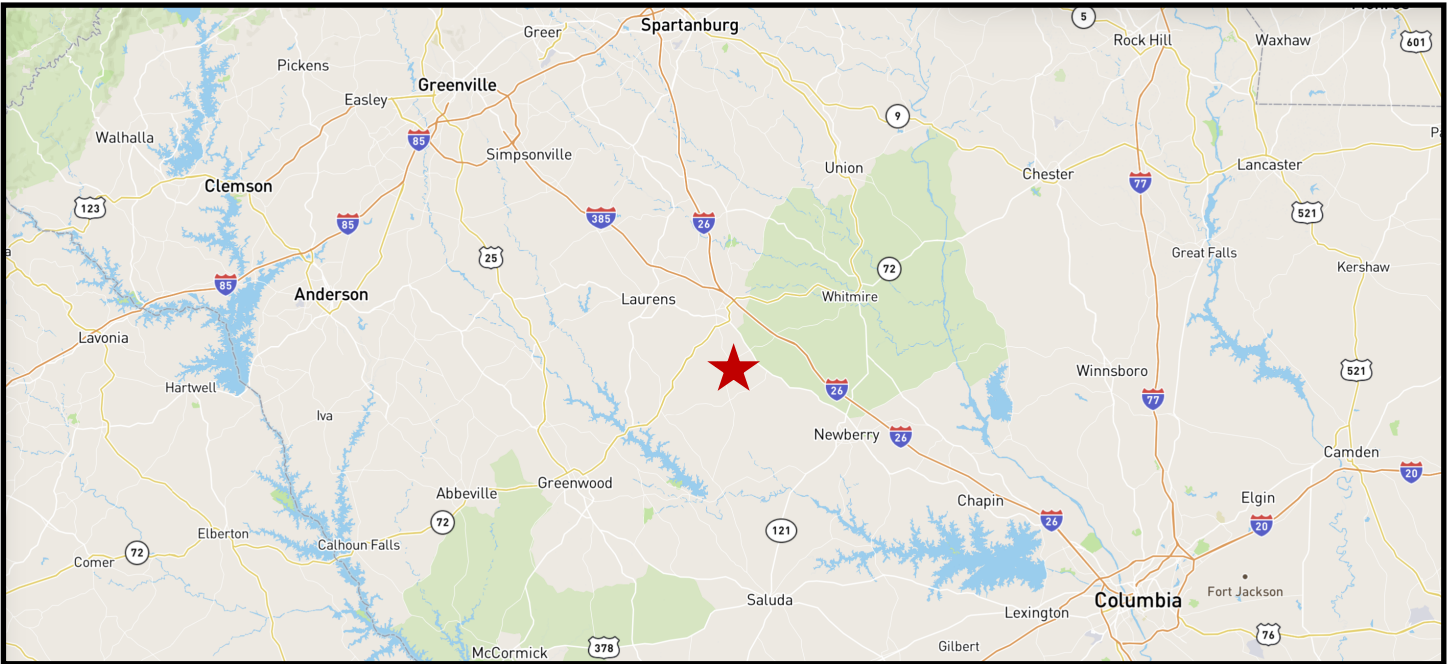 Spartanburg
5
Greer
Rock Hill
Waxhaw
601
Pickens
Greenville
Easley
9
85
Walhalla
Simpsonville
Union
Lancaster
Chester
77
Clemson
123
385
26
521
85
Great Falls
25
72
Kershaw
85
Anderson
Laurens
Whitmire
Lavonia
Winnsboro
521
Hartwell
26
77
Iva
Newberry
26
Camden
20
Greenwood
Abbeville
Chapin
Elgin
72
26
20
121
Elberton
Calhoun Falls
72
Comer
Fort Jackson
Saluda
Columbia
Lexington
76
McCormick
378
Gilbert